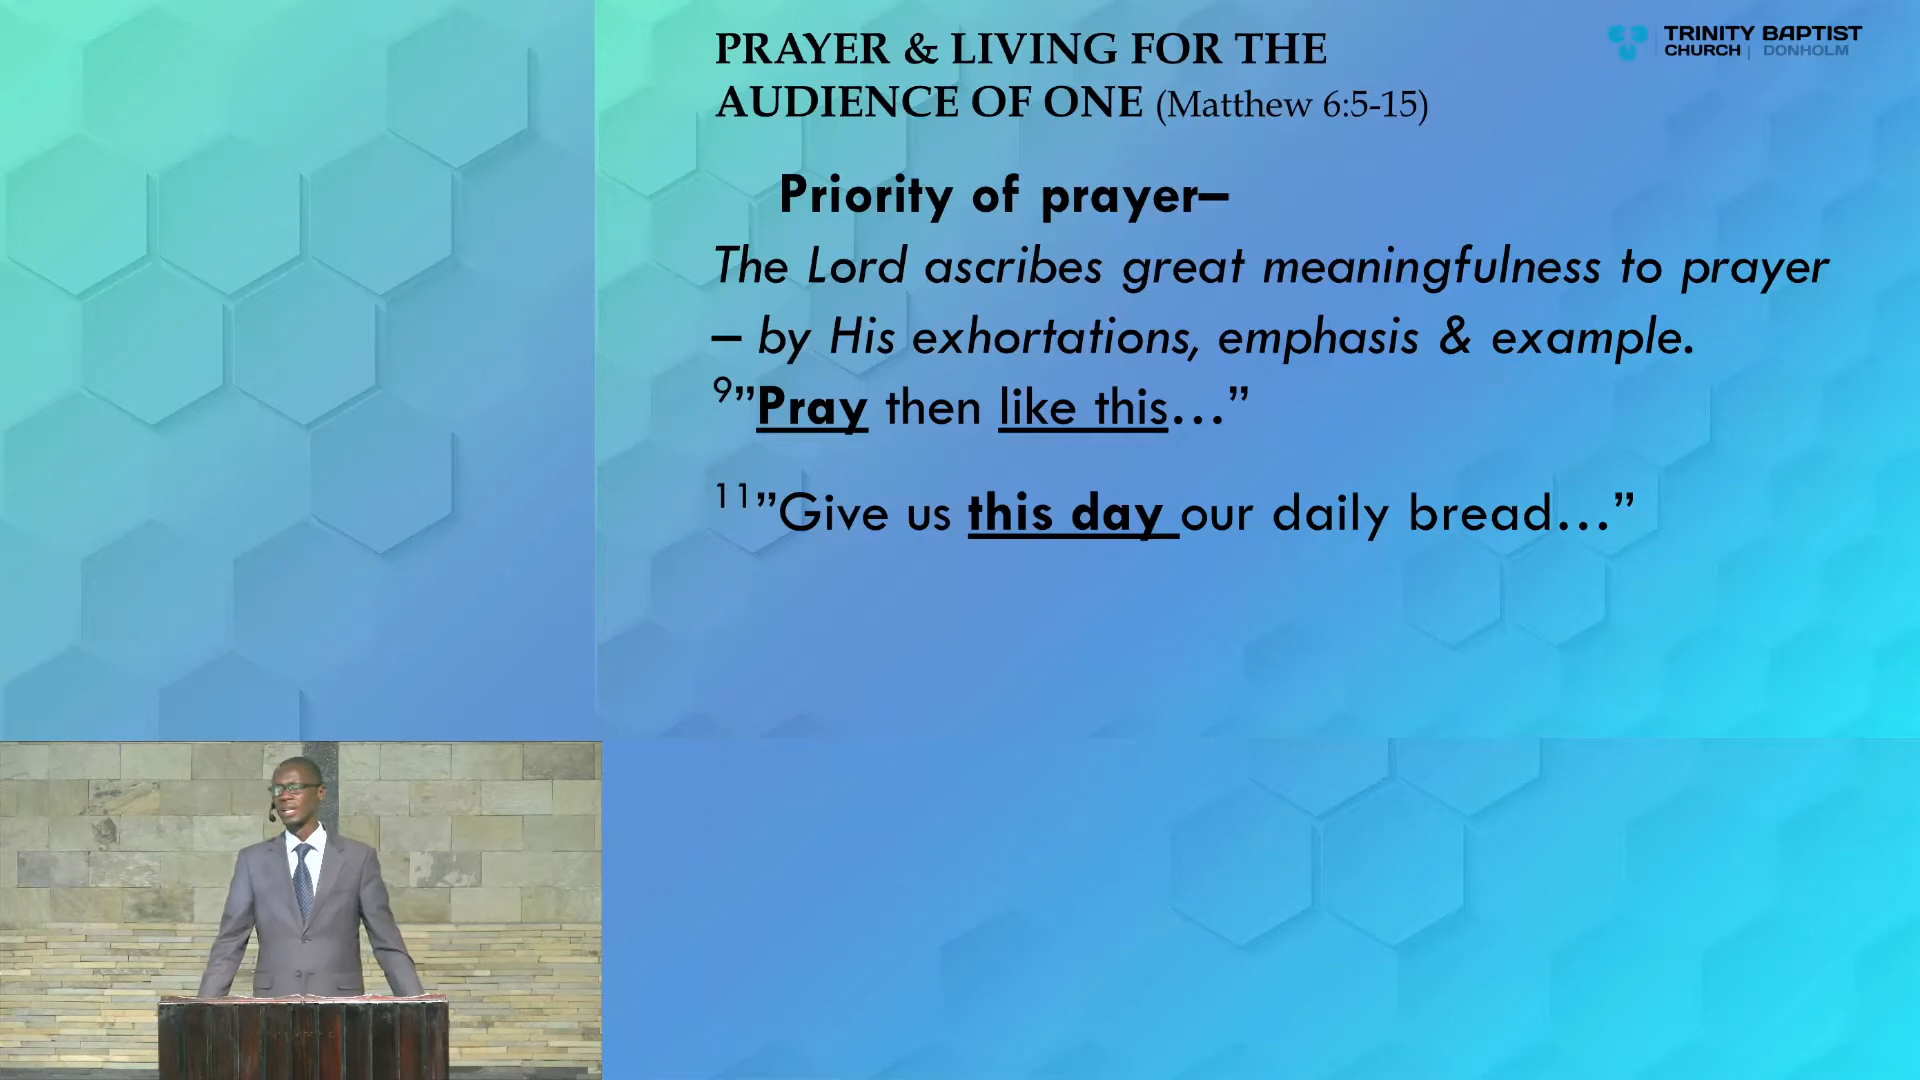 PRAYER & LIVING FOR THE
AUDIENCE OF ONE (Matthew 6:5-15)
TRINITY BAPTIST
CHURCH | DONHOLM
Priority of prayer–
The Lord ascribes great meaningfulness to prayer
– by His exhortations, emphasis & example.
⁹”Pray then like this…”
¹¹”Give us this day our daily bread…”